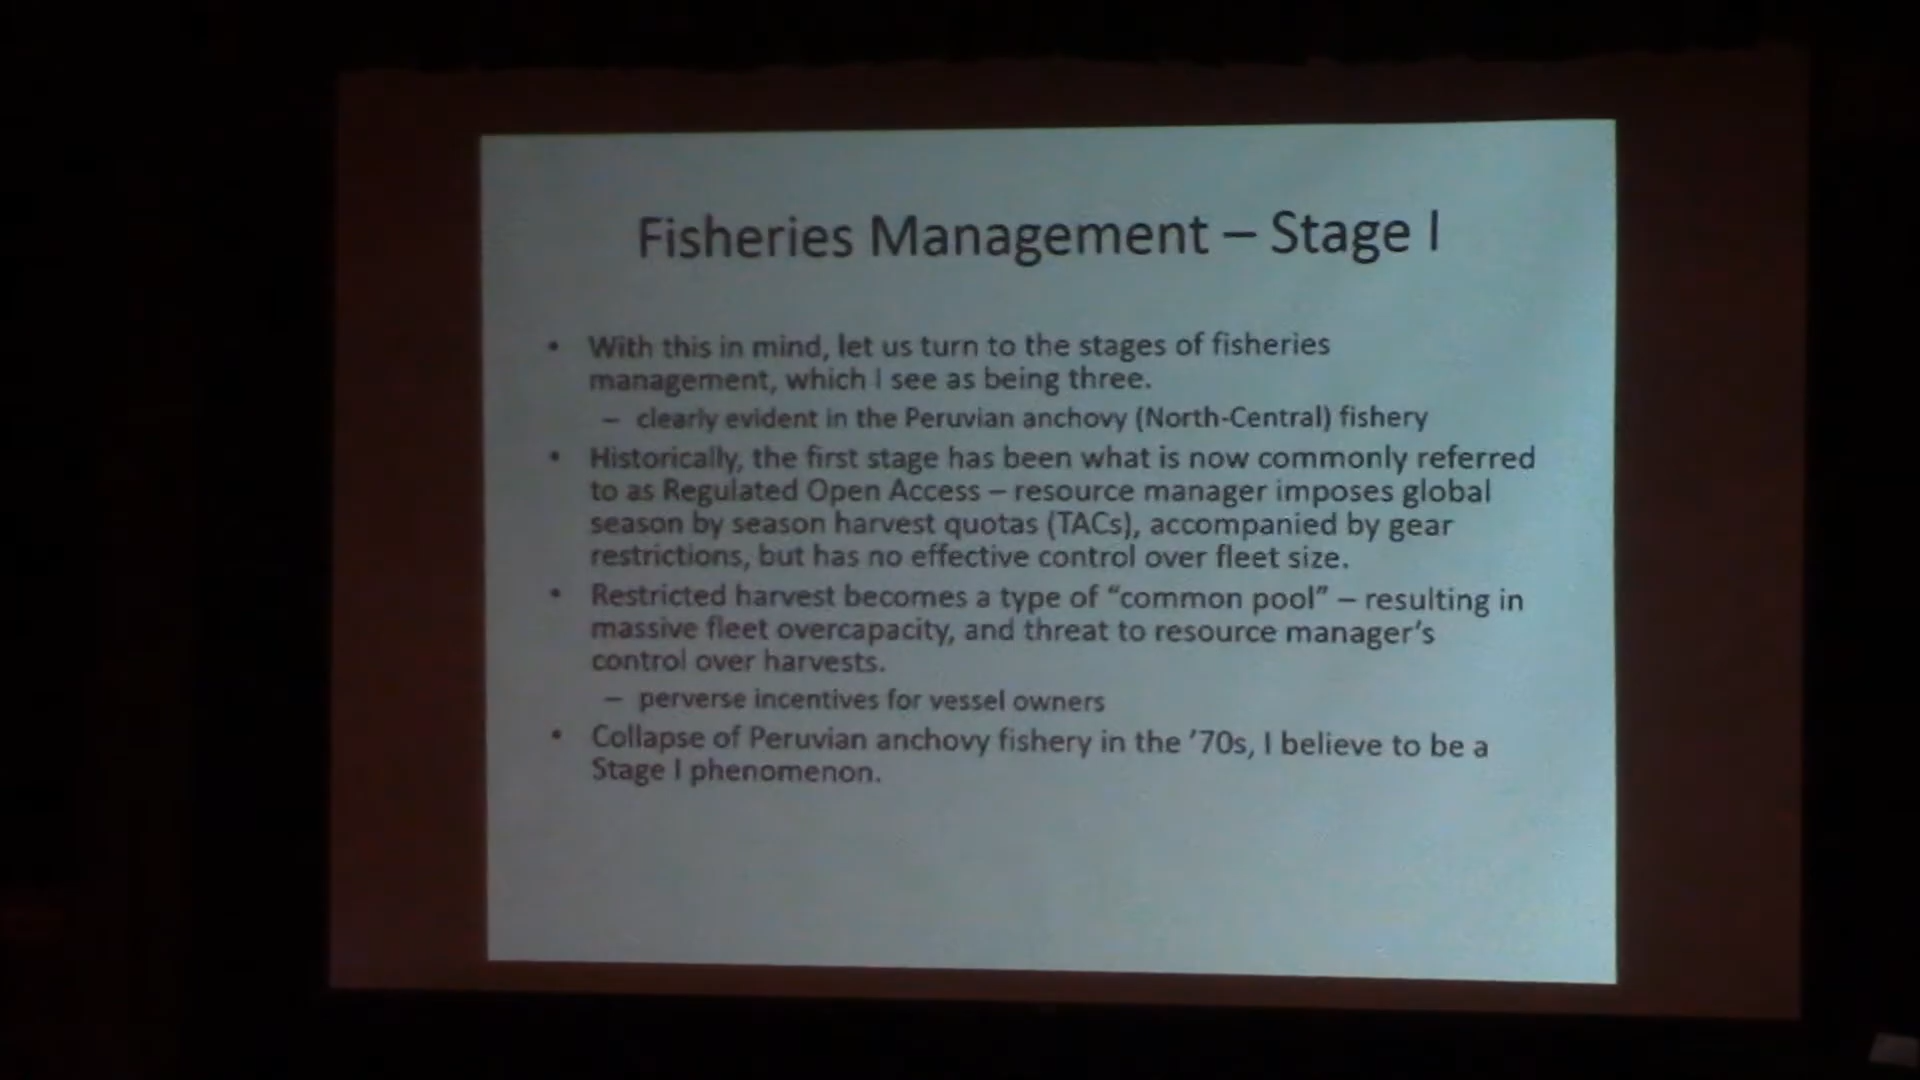 Fisheries Management – Stage I
• With this in mind, let us turn to the stages of fisheries
management, which I see as being three.
– clearly evident in the Peruvian anchovy (North-Central) fishery
• Historically, the first stage has been what is now commonly referred
to as Regulated Open Access – resource manager imposes global
season by season harvest quotas (TACs), accompanied by gear
restrictions, but has no effective control over fleet size.
• Restricted harvest becomes a type of “common pool” – resulting in
massive fleet overcapacity, and threat to resource manager’s
control over harvests.
– perverse incentives for vessel owners
• Collapse of Peruvian anchovy fishery in the ’70s, I believe to be a
Stage I phenomenon.